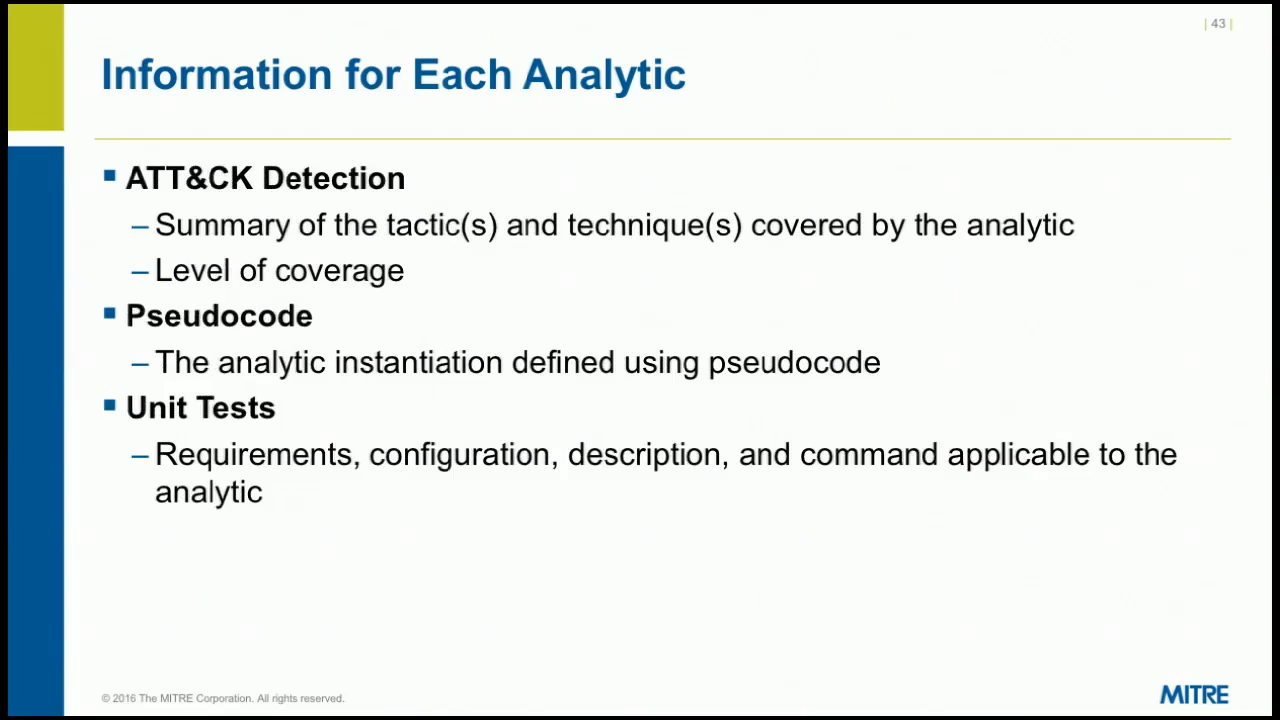 | 43 |
Information for Each Analytic
ATT&CK Detection
– Summary of the tactic(s) and technique(s) covered by the analytic
– Level of coverage
Pseudocode
– The analytic instantiation defined using pseudocode
Unit Tests
– Requirements, configuration, description, and command applicable to the
analytic
© 2016 The MITRE Corporation. All rights reserved.
MITRE